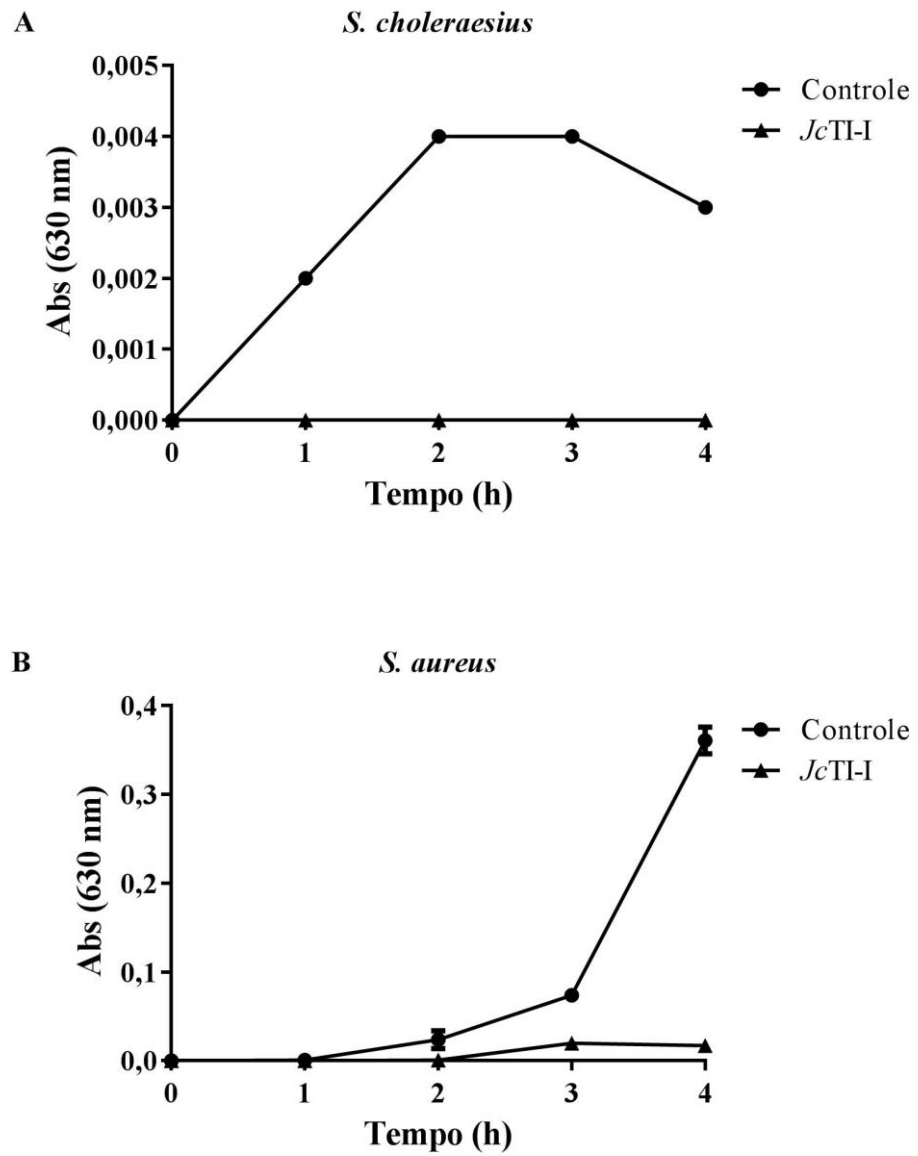 A
S. choleraesius
0,005
0,004
0,003
0,002
0,001
0,000
Abs (630 nm)
0 1 2 3 4
Tempo (h)
Controle
JcTI-I
B
S. aureus
0,4
0,3
0,2
0,1
0,0
Abs (630 nm)
0 1 2 3 4
Tempo (h)
Controle
JcTI-I